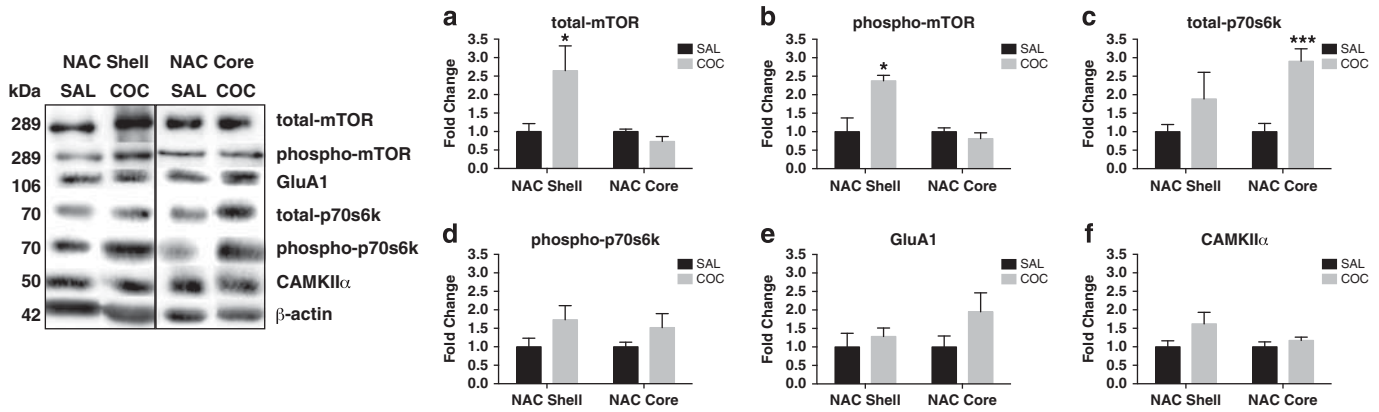 NAC Shell NAC Core
kDa SAL COC SAL COC
289 total-mTOR
289 phospho-mTOR
106 GluA1
70 total-p70s6k
70 phospho-p70s6k
50 CAMKIIα
42 β-actin
a total-mTOR
Fold Change
3.5
3.0
2.5
2.0
1.5
1.0
0.5
0.0
*
SAL
COC
NAC Shell NAC Core
b phospho-mTOR
Fold Change
3.5
3.0
2.5
2.0
1.5
1.0
0.5
0.0
*
SAL
COC
NAC Shell NAC Core
c total-p70s6k
Fold Change
3.5
3.0
2.5
2.0
1.5
1.0
0.5
0.0
***
SAL
COC
NAC Shell NAC Core
d phospho-p70s6k
Fold Change
3.5
3.0
2.5
2.0
1.5
1.0
0.5
0.0
SAL
COC
NAC Shell NAC Core
e GluA1
Fold Change
3.5
3.0
2.5
2.0
1.5
1.0
0.5
0.0
SAL
COC
NAC Shell NAC Core
f CAMKIIα
Fold Change
3.5
3.0
2.5
2.0
1.5
1.0
0.5
0.0
SAL
COC
NAC Shell NAC Core